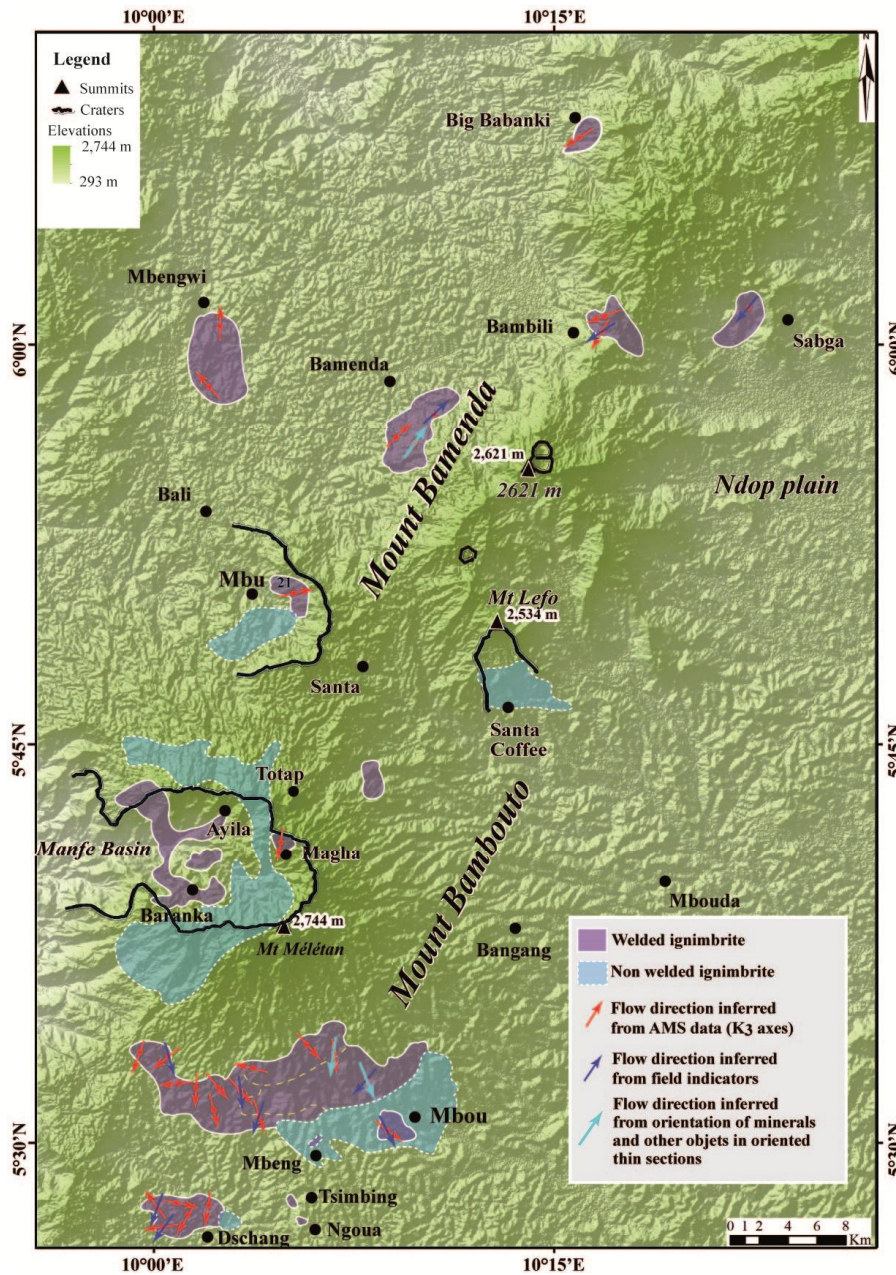 10°00'E
10°15'E
N
Legend
Summits
Craters
Elevations
2,744 m
293 m
Big Babanki
Mbengwi
Bambili
Sabga
6°00'N
6°00'N
Bamenda
Mount Bamenda
2,621 m
2621 m
Ndop plain
Bali
Mbu
21
Mt Lefo
2,534 m
Santa
Santa
Coffee
5°45'N
5°45'N
Totap
Ayila
Manfe Basin
Magha
Baranka
Mbouda
2,744 m
Mt Mélétan
Bangang
Mount Bambouto
Welded ignimbrite
Non welded ignimbrite
Flow direction inferred
from AMS data (K3 axes)
Flow direction inferred
from field indicators
Flow direction inferred
from orientation of minerals
and other objets in oriented
thin sections
Mbou
5°30'N
5°30'N
Mbeng
Tsimbing
Ngoua
Dschang
0 1 2 4 6 8
Km
10°00'E
10°15'E